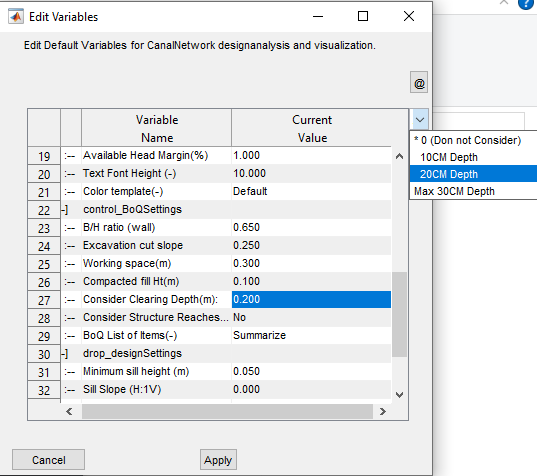 Edit Variables
?
Edit Default Variables for CanalNetwork designanalysis and visualization.
@
Variable Name
Current Value
* 0 (Don not Consider)
10CM Depth
20CM Depth
Max 30CM Depth
19 :-- Available Head Margin(%) 1.000
20 :-- Text Font Height (-) 10.000
21 :-- Color template(-) Default
22 -] control_BoQSettings
23 :-- B/H ratio (wall) 0.650
24 :-- Excavation cut slope 0.250
25 :-- Working space(m) 0.300
26 :-- Compacted fill Ht(m) 0.100
27 :-- Consider Clearing Depth(m): 0.200
28 :-- Consider Structure Reaches... No
29 :-- BoQ List of Items(-) Summarize
30 -] drop_designSettings
31 :-- Minimum sill height (m) 0.050
32 :-- Sill Slope (H:1V) 0.000
Cancel
Apply